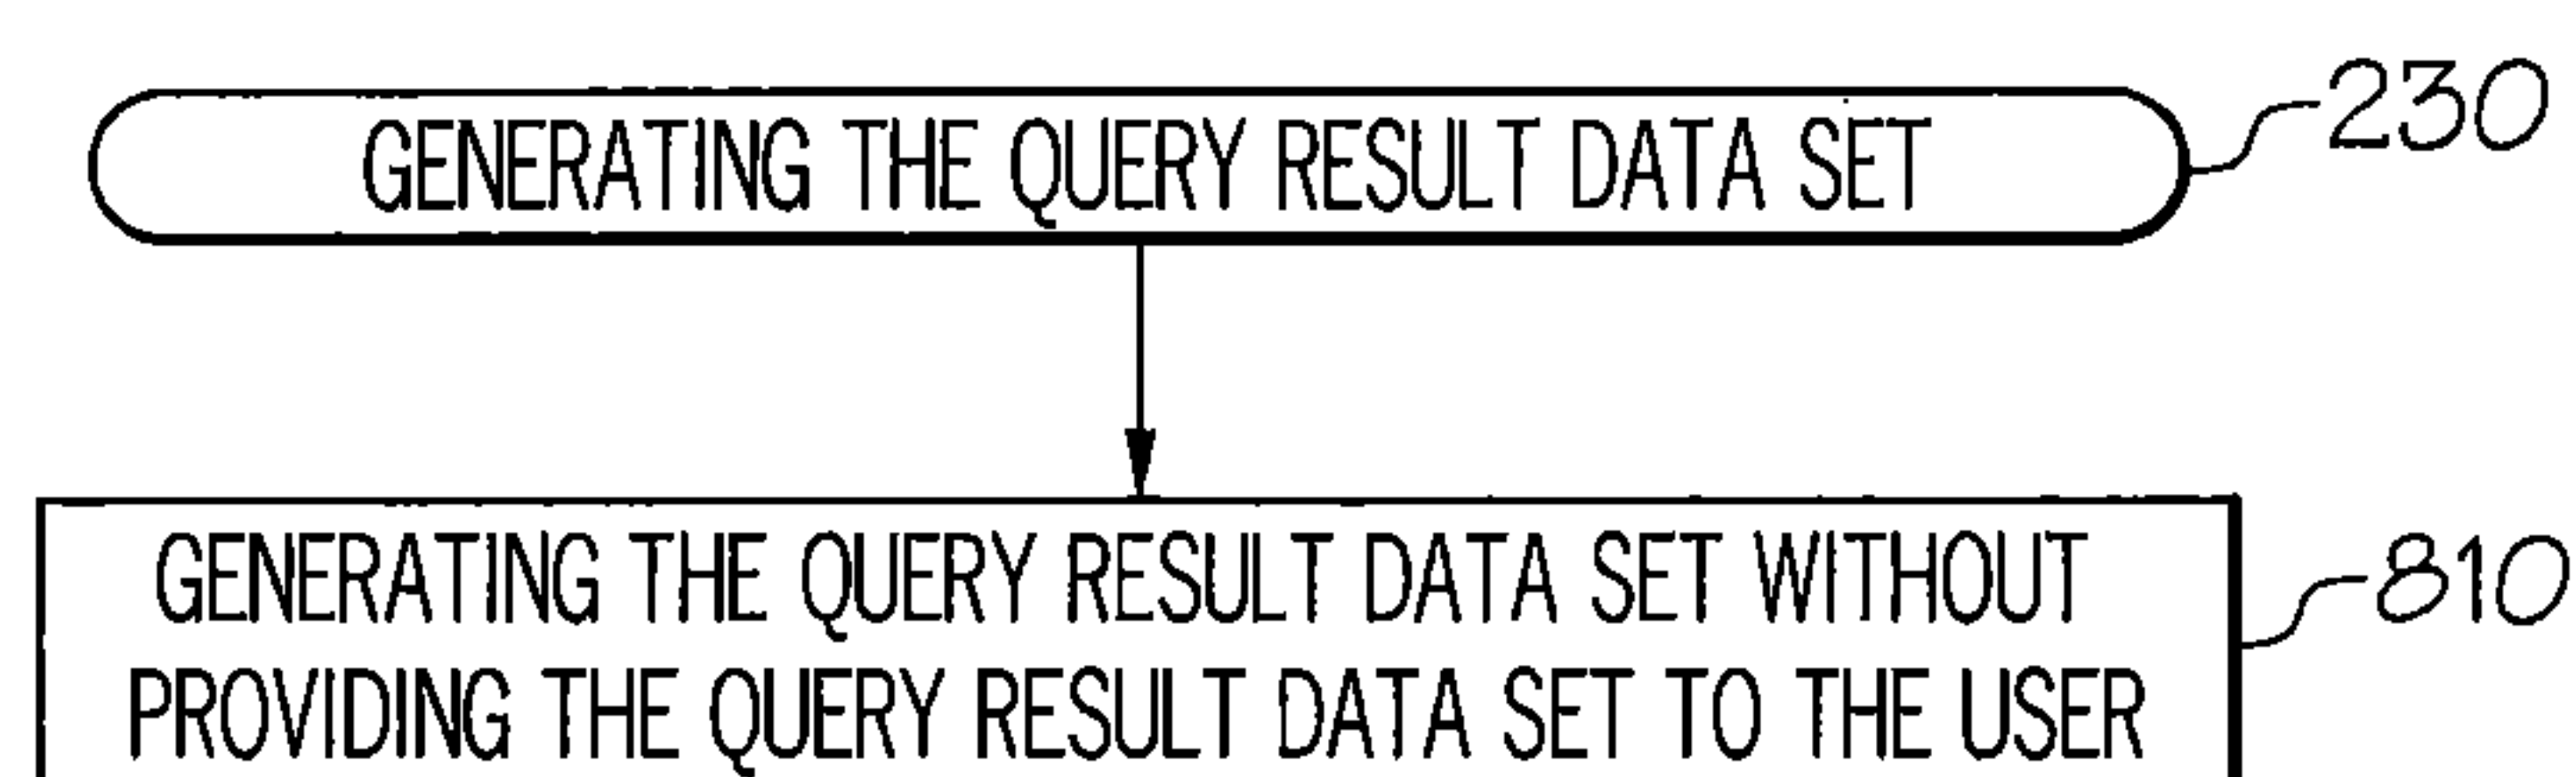 GENERATING THE QUERY RESULT DATA SET
230
GENERATING THE QUERY RESULT DATA SET WITHOUT
PROVIDING THE QUERY RESULT DATA SET TO THE USER
810